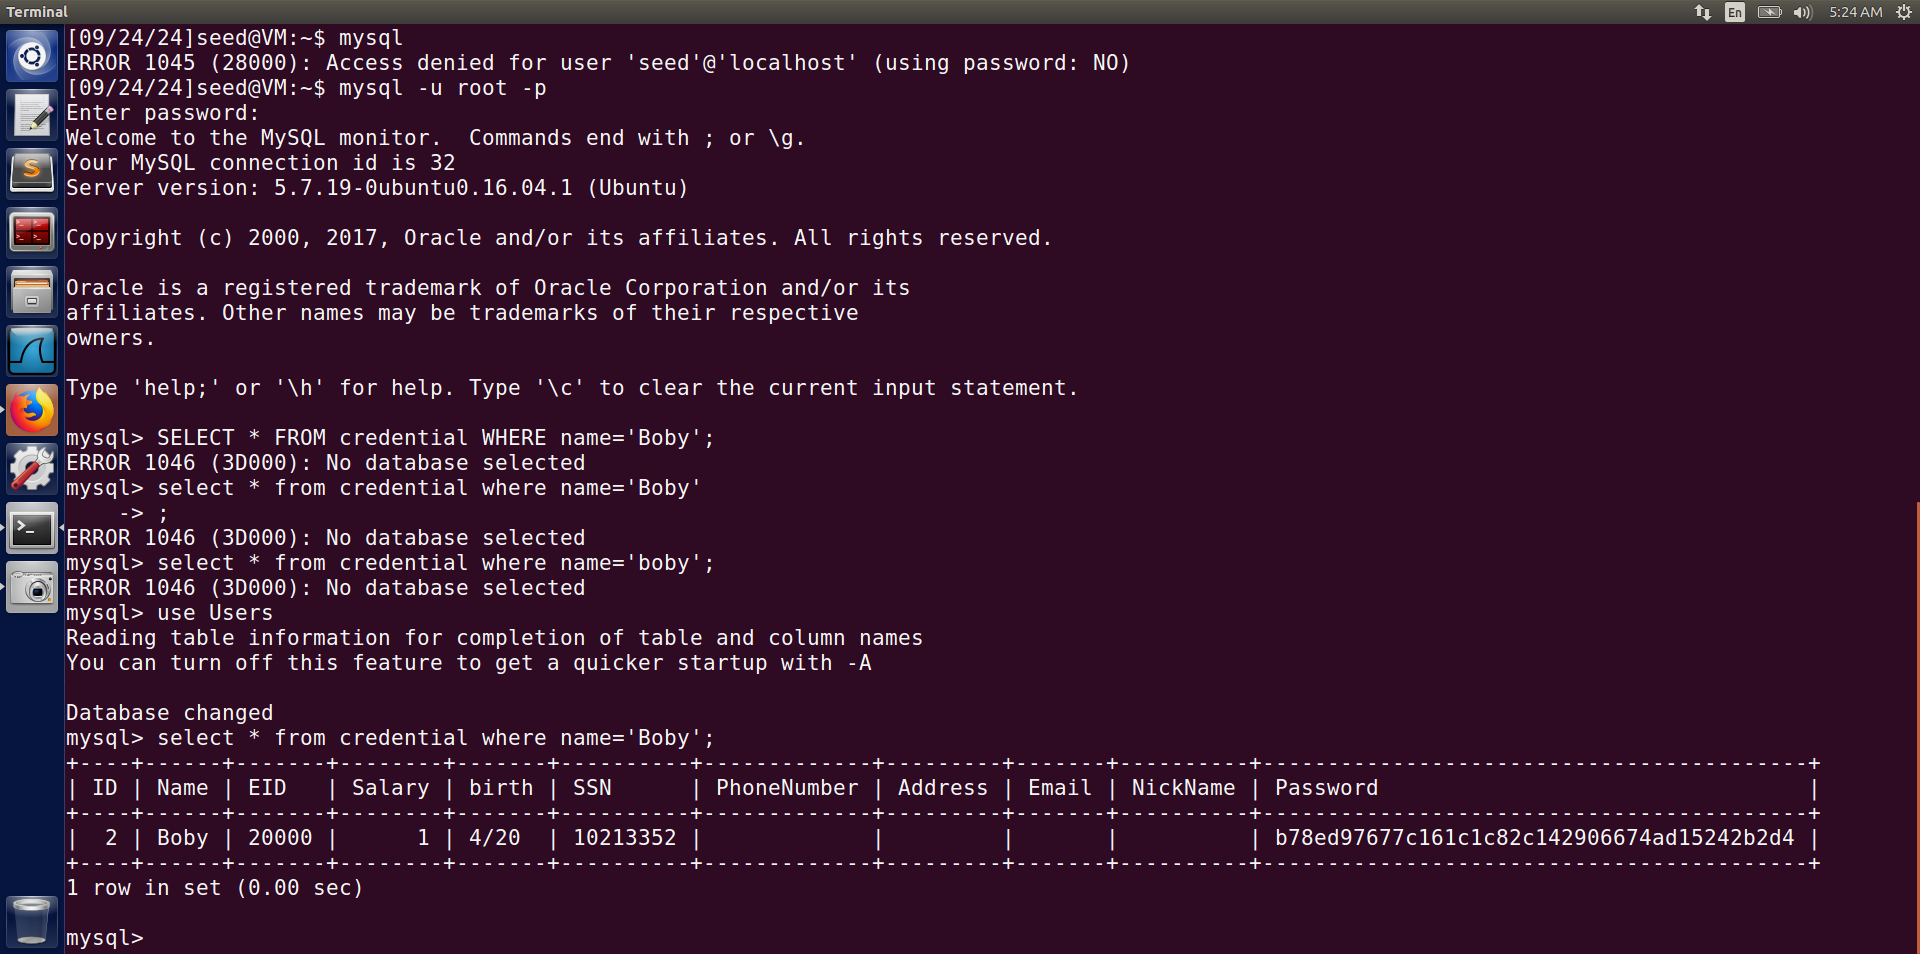 Terminal
En
5:24 AM
[09/24/24]seed@VM:~$ mysql
ERROR 1045 (28000): Access denied for user 'seed'@'localhost' (using password: NO)
[09/24/24]seed@VM:~$ mysql -u root -p
Enter password:
Welcome to the MySQL monitor.  Commands end with ; or \g.
Your MySQL connection id is 32
Server version: 5.7.19-0ubuntu0.16.04.1 (Ubuntu)
Copyright (c) 2000, 2017, Oracle and/or its affiliates. All rights reserved.
Oracle is a registered trademark of Oracle Corporation and/or its
affiliates. Other names may be trademarks of their respective
owners.
Type 'help;' or '\h' for help. Type '\c' to clear the current input statement.
mysql> SELECT * FROM credential WHERE name='Boby';
ERROR 1046 (3D000): No database selected
mysql> select * from credential where name='Boby'
    -> ;
ERROR 1046 (3D000): No database selected
mysql> select * from credential where name='boby';
ERROR 1046 (3D000): No database selected
mysql> use Users
Reading table information for completion of table and column names
You can turn off this feature to get a quicker startup with -A
Database changed
mysql> select * from credential where name='Boby';
+----+------+-------+--------+-------+----------+-------------+---------+-------+----------+------------------------------------------+
| ID | Name | EID   | Salary | birth | SSN      | PhoneNumber | Address | Email | NickName | Password                                 |
+----+------+-------+--------+-------+----------+-------------+---------+-------+----------+------------------------------------------+
|  2 | Boby | 20000 |      1 | 4/20  | 10213352 |             |         |       |          | b78ed97677c161c1c82c142906674ad15242b2d4 |
+----+------+-------+--------+-------+----------+-------------+---------+-------+----------+------------------------------------------+
1 row in set (0.00 sec)
mysql>